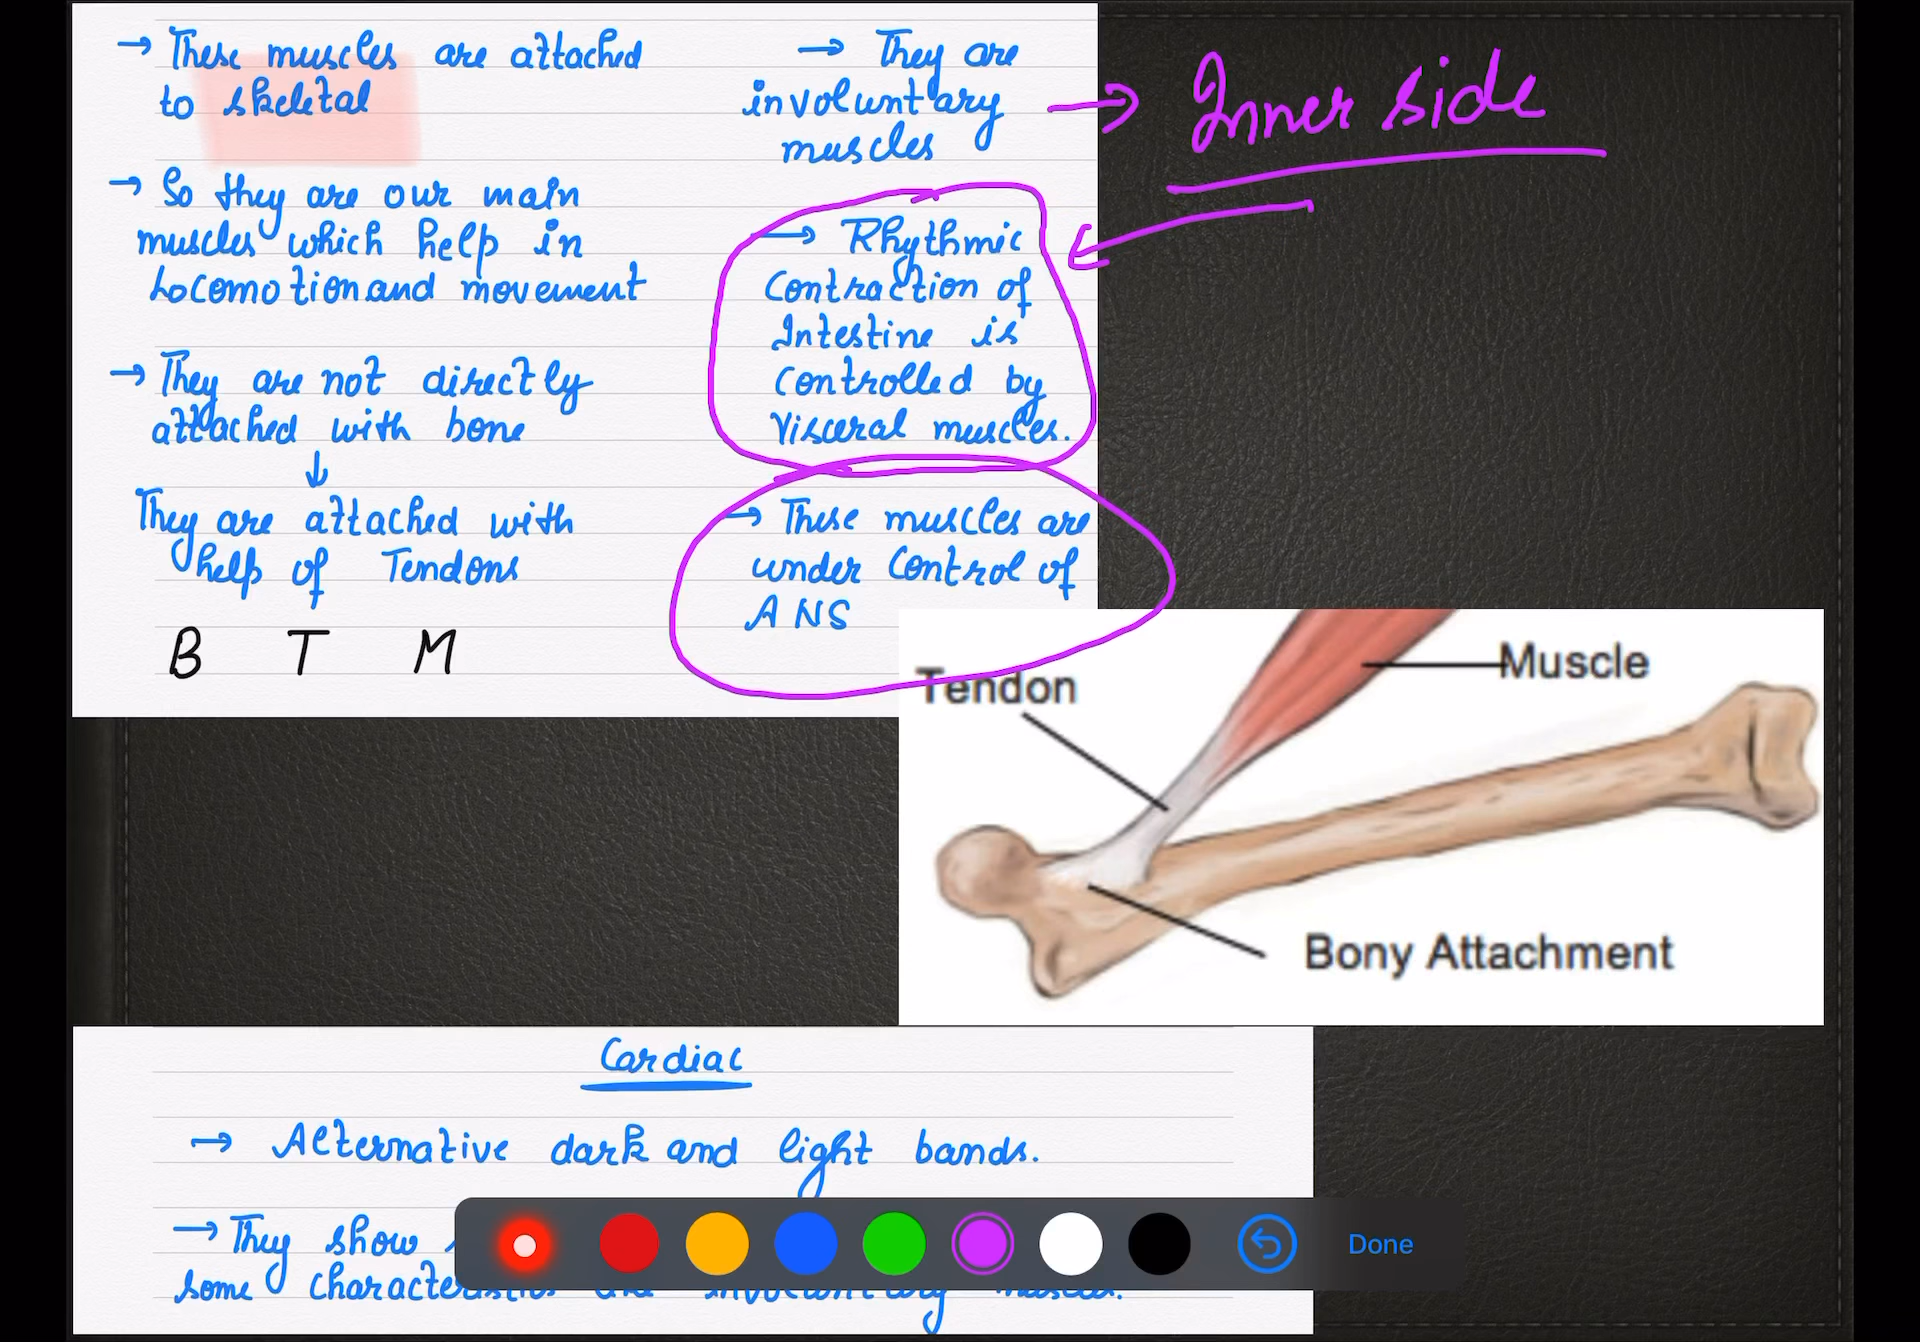 → These muscles are attached
to skeletal
→ So they are our main
muscles which help in
Locomotion and movement
→ They are not directly
attached with bone
↓
They are attached with
help of Tendons
B T M
→ They are
involuntary
muscles
→ Inner side
→ Rhythmic
Contraction of
Intestine is
Controlled by
Visceral muscles.
→ These muscles are
under Control of
ANS
Tendon
Muscle
Bony Attachment
Cardiac
→ Alternative dark and light bands.
→ They show
some
Done